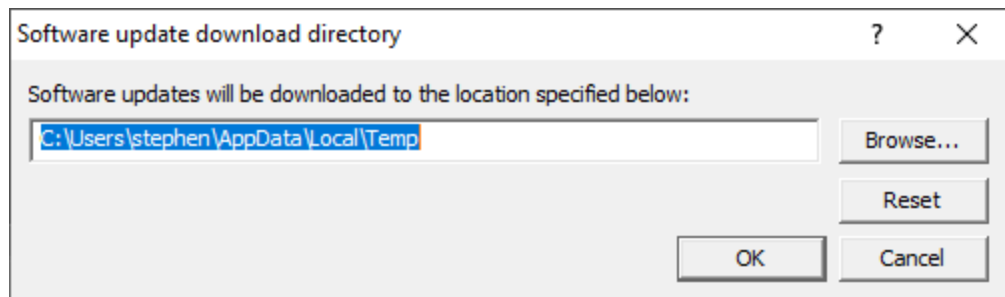 Software update download directory
?
Software updates will be downloaded to the location specified below:
C:\Users\stephen\AppData\Local\Temp
Browse...
Reset
OK
Cancel